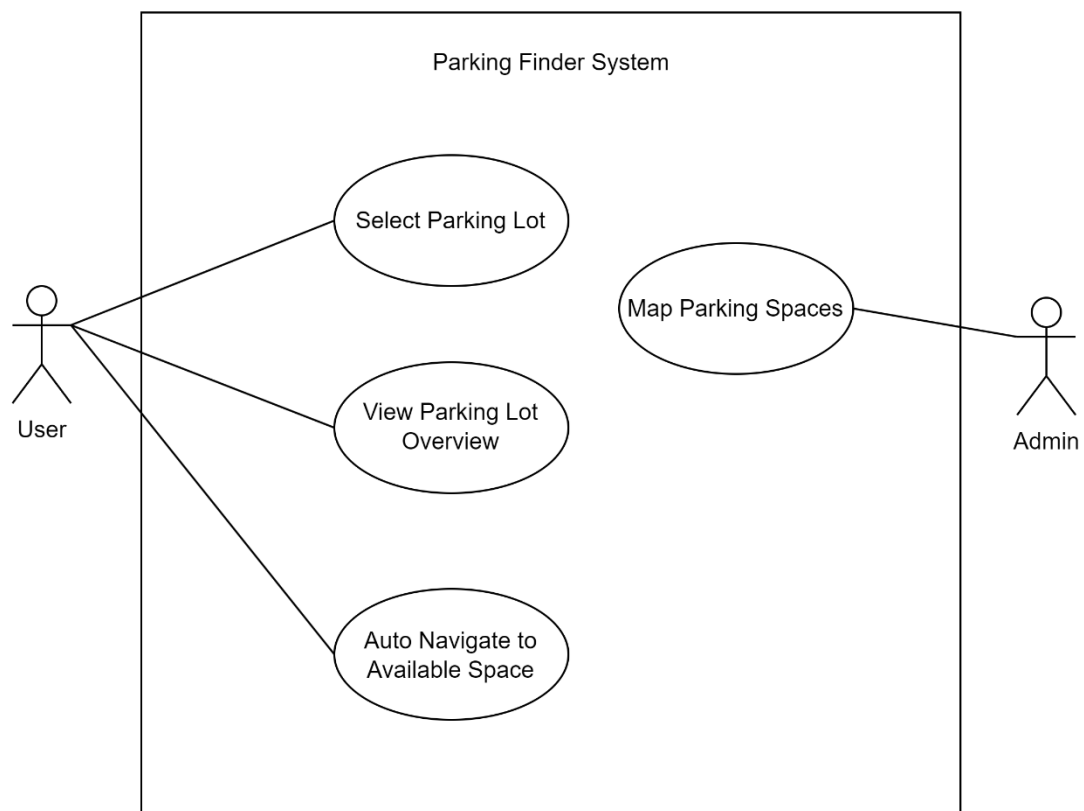 Parking Finder System
Select Parking Lot
Map Parking Spaces
View Parking Lot
Overview
User
Admin
Auto Navigate to
Available Space